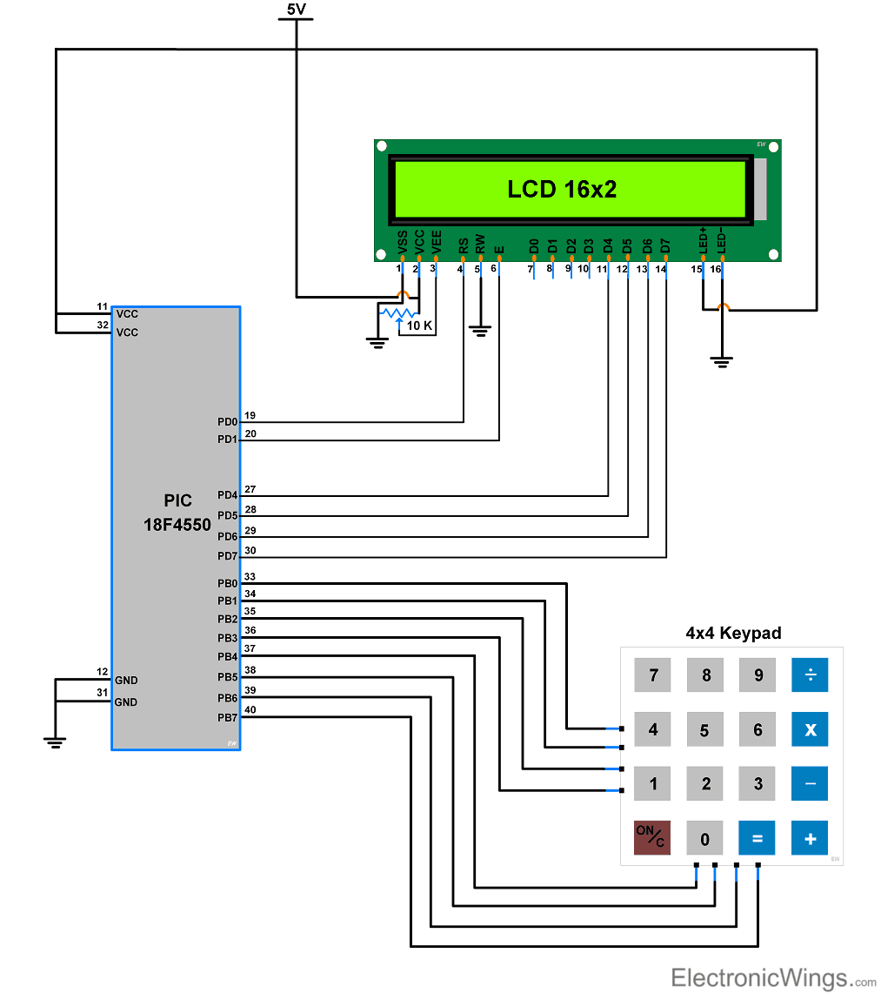 5V
EW
LCD 16x2
VSS VCC VEE RS RW E D0 D1 D2 D3 D4 D5 D6 D7 LED+ LED-
1 2 3 4 5 6 7 8 9 10 11 12 13 14 15 16
10 K
11 VCC
32 VCC
PD0 19
PD1 20
PD4 27
PIC
18F4550
PD5 28
PD6 29
PD7 30
PB0 33
PB1 34
PB2 35
PB3 36
PB4 37
PB5 38
PB6 39
PB7 40
12 GND
31 GND
EW
4x4 Keypad
7 8 9 ÷
4 5 6 X
1 2 3 −
ON/C 0 = +
EW
ElectronicWings.com